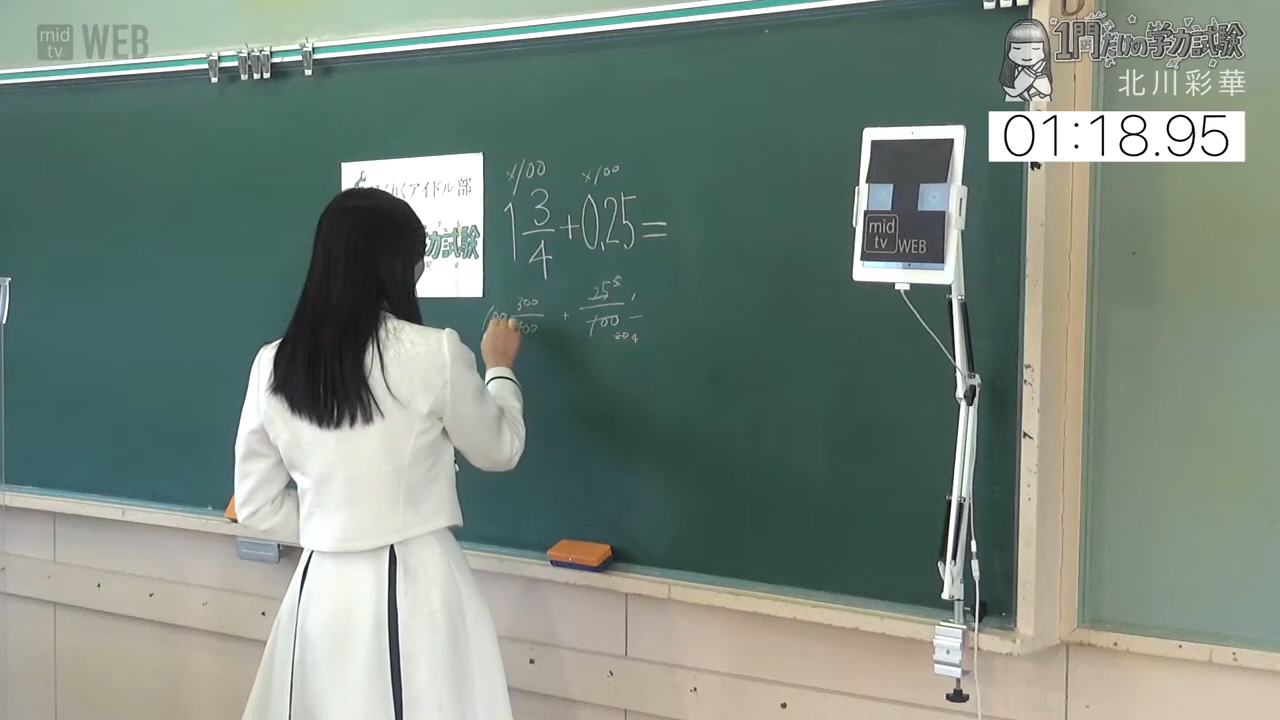 mid
tv WEB
1問だけの学力試験
北川彩華
01:18.95
アイドル部
力試験
×100 ×100
1 3/4 + 0.25 =
300/400 + 25/100
mid
tv WEB